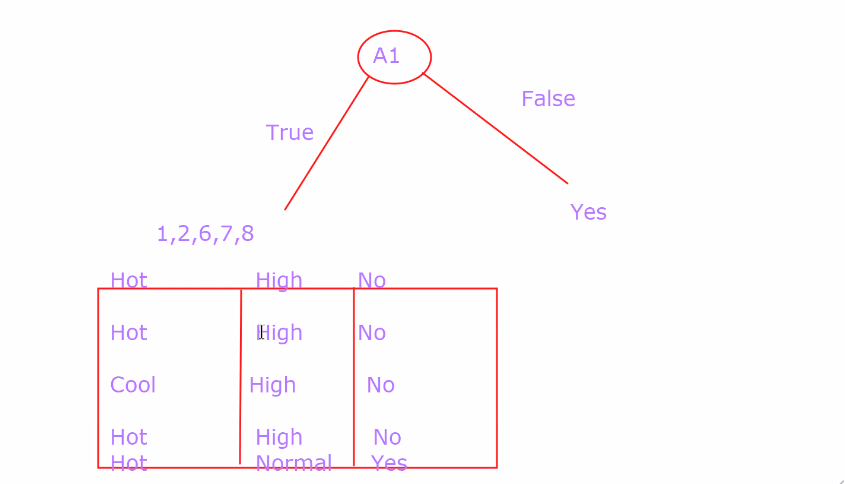 A1
False
True
Yes
1,2,6,7,8
Hot High No
Hot High No
Cool High No
Hot High No
Hot Normal Yes